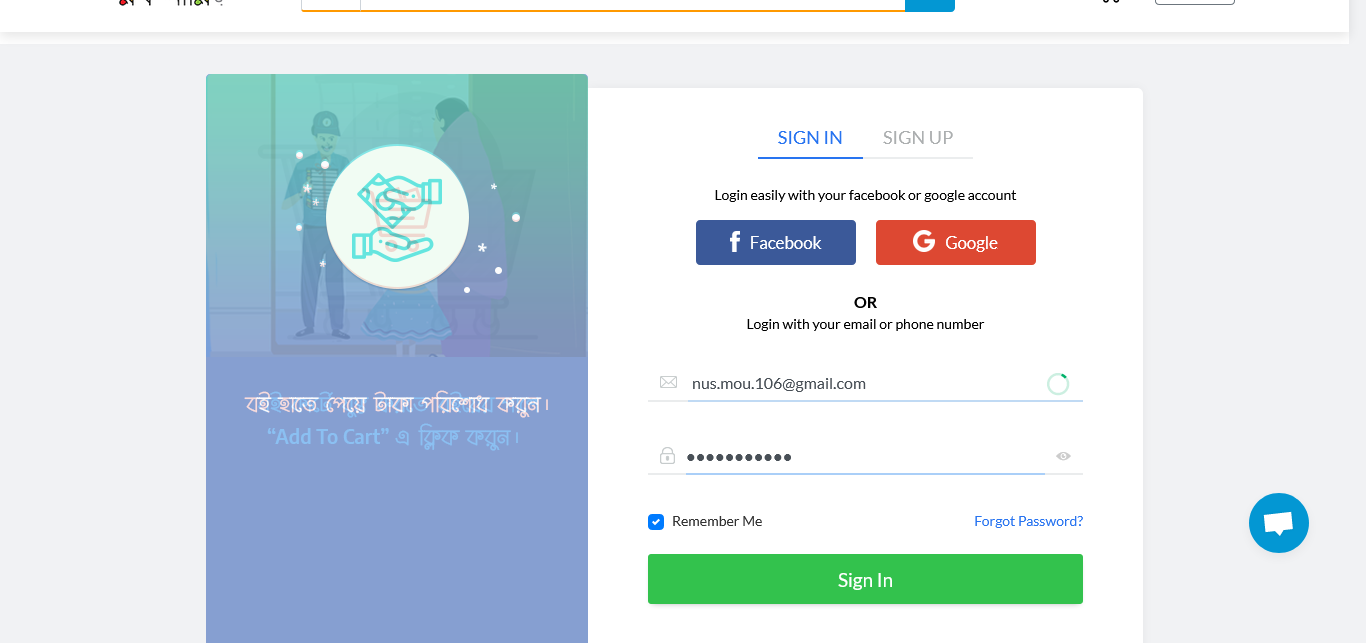 SIGN IN
SIGN UP
Login easily with your facebook or google account
Facebook
Google
OR
Login with your email or phone number
nus.mou.106@gmail.com
Remember Me
Forgot Password?
Sign In
বই হাতে পেয়ে টাকা পরিশোধ করুন।
“Add To Cart” এ ক্লিক করুন।